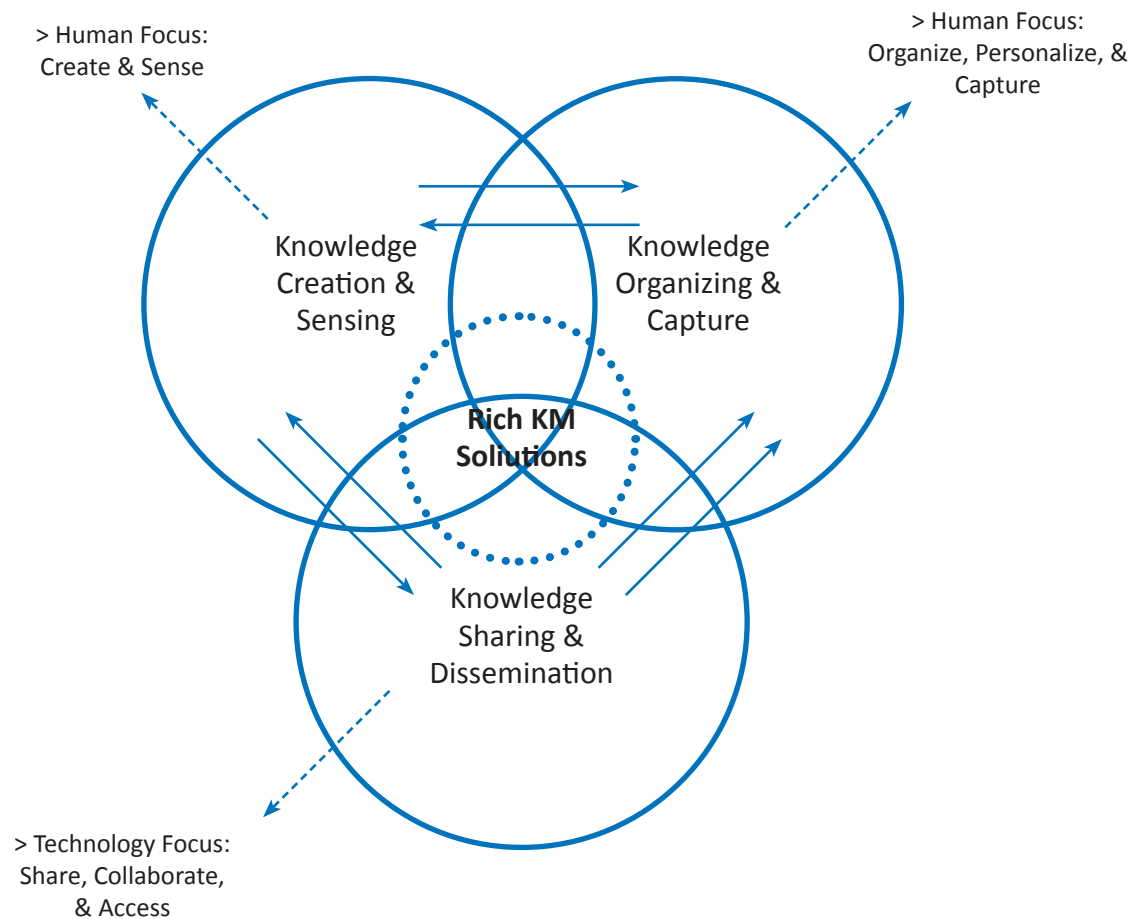 > Human Focus:
Create & Sense
> Human Focus:
Organize, Personalize, &
Capture
Knowledge
Creation &
Sensing
Knowledge
Organizing &
Capture
Rich KM
Soliutions
Knowledge
Sharing &
Dissemination
> Technology Focus:
Share, Collaborate,
& Access